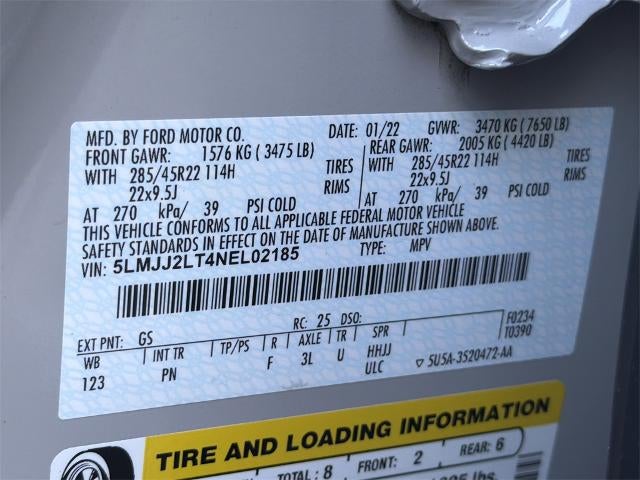 MFD. BY FORD MOTOR CO. DATE: 01/22 GVWR: 3470 KG ( 7650 LB)
FRONT GAWR: 1576 KG ( 3475 LB) REAR GAWR: 2005 KG ( 4420 LB)
WITH 285/45R22 114H TIRES WITH 285/45R22 114H TIRES
22x9.5J RIMS 22x9.5J RIMS
AT 270 kPa/ 39 PSI COLD AT 270 kPa/ 39 PSI COLD
THIS VEHICLE CONFORMS TO ALL APPLICABLE FEDERAL MOTOR VEHICLE
SAFETY STANDARDS IN EFFECT ON THE DATE OF MANUFACTURE SHOWN ABOVE.
VIN: 5LMJJ2LT4NEL02185 TYPE: MPV
EXT PNT: GS RC: 25 DSO: F0234
T0390
WB INT TR TP/PS R AXLE TR SPR
123 PN F 3L U HHJJ
ULC ▽ 5U5A-3520472-AA
TIRE AND LOADING INFORMATION
TOTAL : 8 FRONT: 2 REAR: 6
lbs.